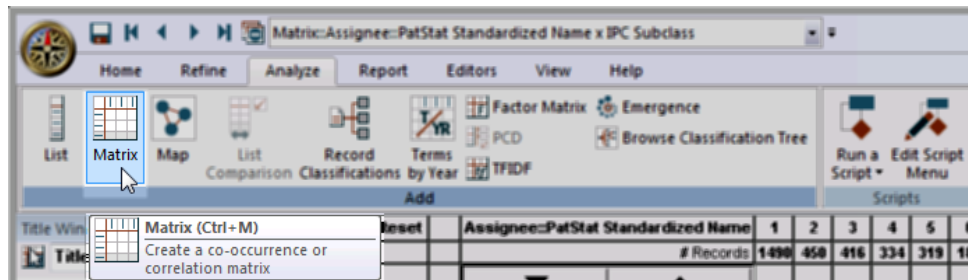 Matrix::Assignee::PatStat Standardized Name x IPC Subclass
Home Refine Analyze Report Editors View Help
List Matrix Map List Comparison Record Classifications Terms by Year Factor Matrix Emergence
PCD Browse Classification Tree
TFIDF
Run a Script Edit Script Menu
Add Scripts
Title Win Reset Assignee::PatStat Standardized Name 1 2 3 4 5
Title # Records 1490 450 416 334 319
Matrix (Ctrl+M)
Create a co-occurrence or
correlation matrix